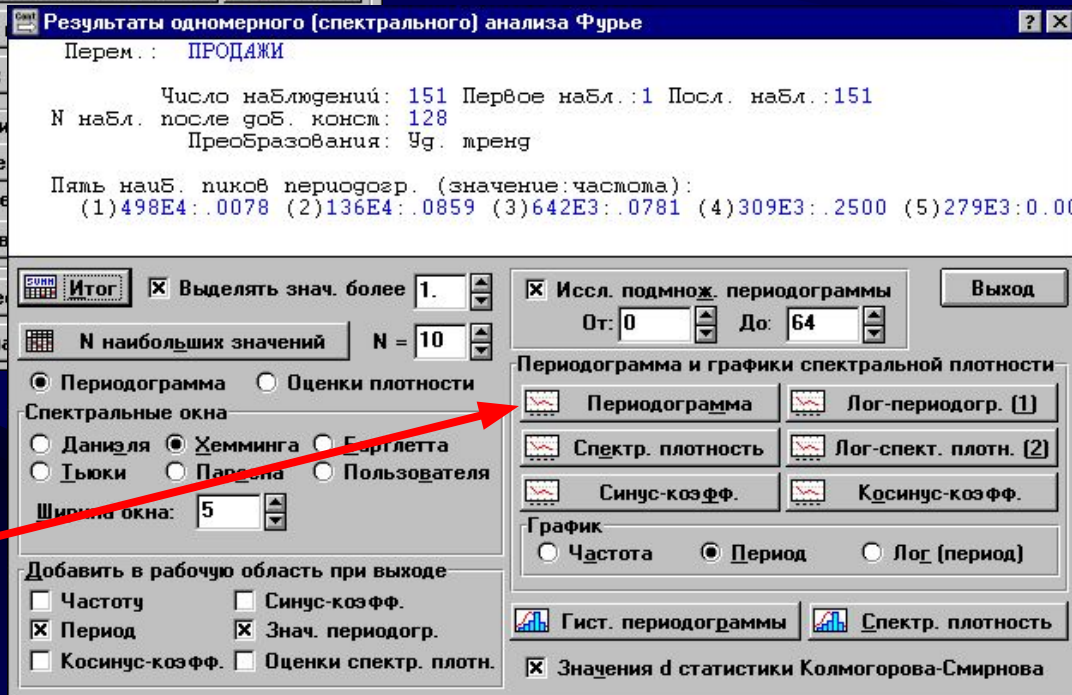 Результаты одномерного (спектрального) анализа Фурье
Перем.: ПРОДАЖИ
Число наблюдений: 151 Первое набл.:1 Посл. набл.:151
N набл. после доб. конст: 128
Преобразования: Уд. тренд
Пять наиб. пиков периодогр. (значение:частота):
(1)498E4:.0078 (2)136E4:.0859 (3)642E3:.0781 (4)309E3:.2500 (5)279E3:0.00
Итог
Выделять знач. более 1.
N наибольших значений N = 10
Периодограмма Оценки плотности
Спектральные окна
Даниэля Хемминга Бартлетта
Тьюки Парзена Пользователя
Ширина окна: 5
Добавить в рабочую область при выходе
Частоту Синус-коэфф.
Период Знач. периодогр.
Косинус-коэфф. Оценки спектр. плотн.
Иссл. подмнож. периодограммы
От: 0 До: 64
Выход
Периодограмма и графики спектральной плотности
Периодограмма Лог-периодогр. (1)
Спектр. плотность Лог-спект. плотн. (2)
Синус-коэфф. Косинус-коэфф.
График
Частота Период Лог (период)
Гист. периодограммы Спектр. плотность
Значения d статистики Колмогорова-Смирнова